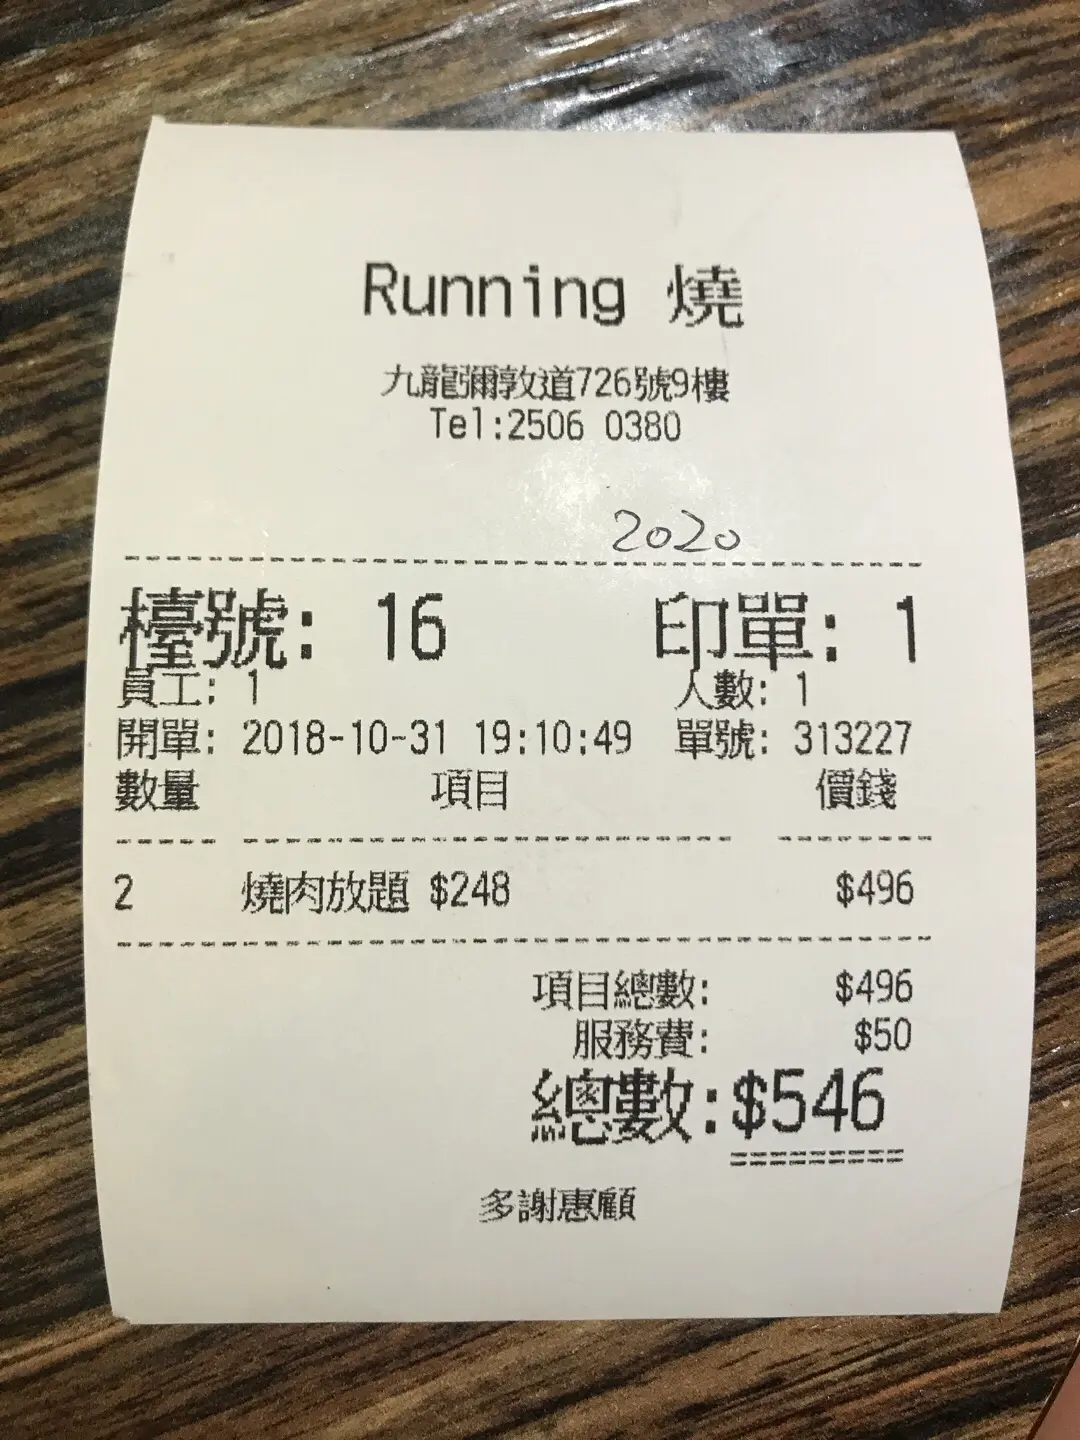 Running 燒
九龍彌敦道726號9樓
Tel:2506 0380
2020
檯號: 16 印單: 1
員工: 1 人數: 1
開單: 2018-10-31 19:10:49 單號: 313227
數量 項目 價錢
2 燒肉放題 $248 $496
項目總數: $496
服務費: $50
總數:$546
多謝惠顧